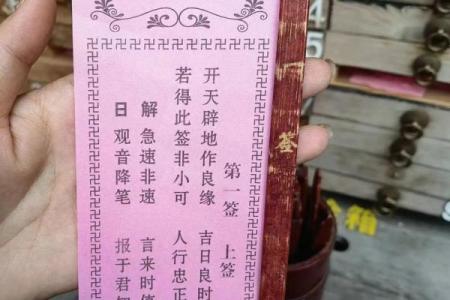 第一签 上签
开天辟地作良缘 吉日良时
若得此签非小可 人行忠正
解 急速非速 言来时
日 观音降笔 报于君
签
5
箱